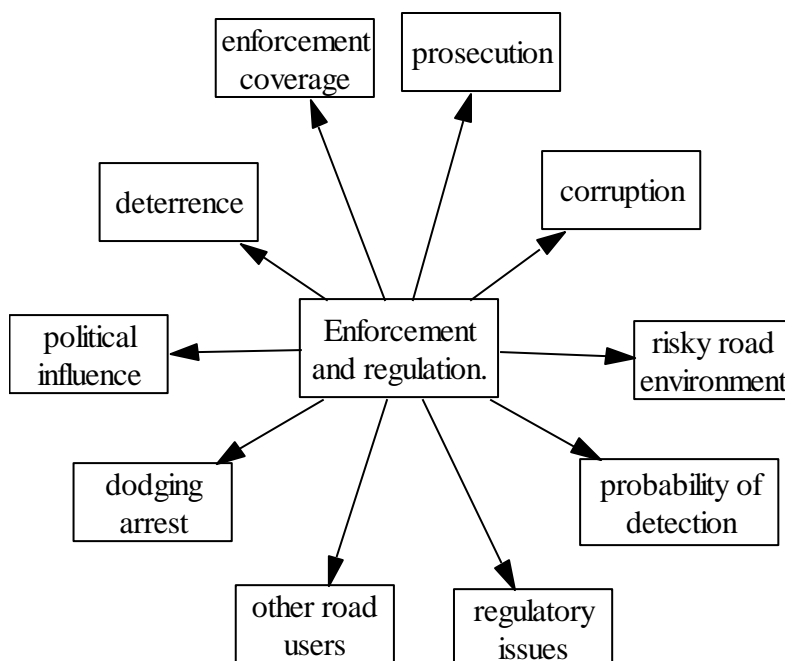 enforcement
coverage
prosecution
deterrence
corruption
political
influence
Enforcement
and regulation.
risky road
environment
dodging
arrest
probability of
detection
other road
users
regulatory
issues